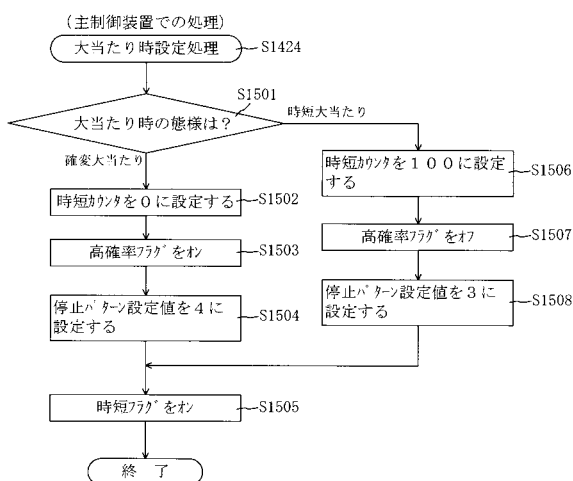 (主制御装置での処理)
大当たり時設定処理
S1424
S1501
大当たり時の態様は?
時短大当たり
確変大当たり
時短ｶｳﾝﾀを0に設定する
S1502
高確率ﾌﾗｸﾞをｵﾝ
S1503
停止ﾊﾟﾀｰﾝ設定値を4に
設定する
S1504
時短ｶｳﾝﾀを100に設定
する
S1506
高確率ﾌﾗｸﾞをｵﾌ
S1507
停止ﾊﾟﾀｰﾝ設定値を3に
設定する
S1508
時短ﾌﾗｸﾞをｵﾝ
S1505
終 了